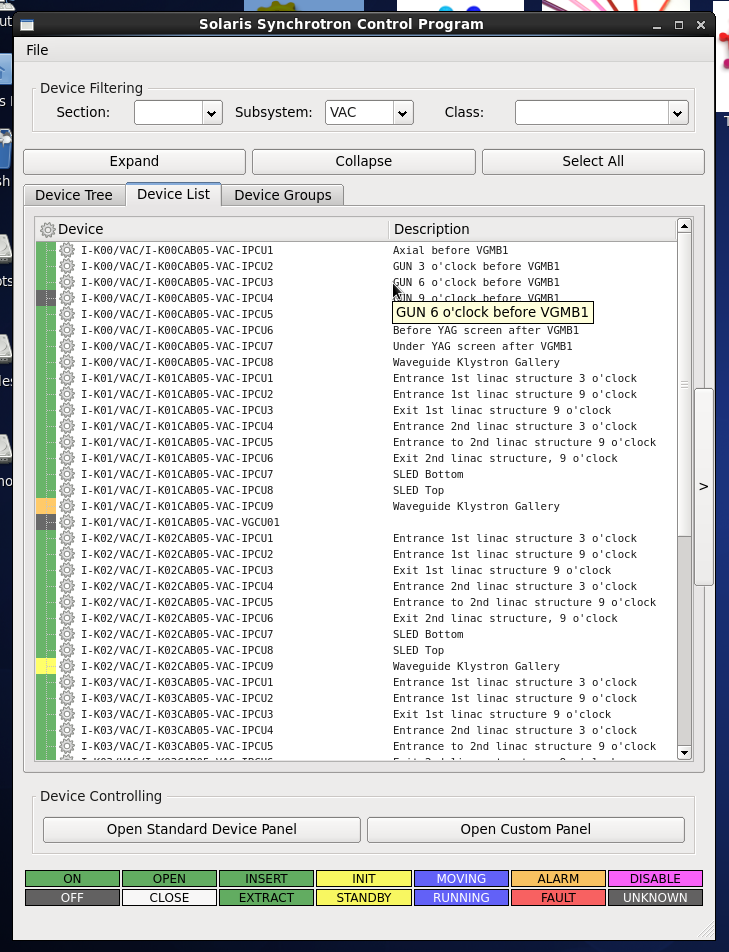 Solaris Synchrotron Control Program
File
Device Filtering
Section: Subsystem: VAC Class:
Expand Collapse Select All
Device Tree Device List Device Groups
Device Description
I-K00/VAC/I-K00CAB05-VAC-IPCU1 Axial before VGMB1
I-K00/VAC/I-K00CAB05-VAC-IPCU2 GUN 3 o'clock before VGMB1
I-K00/VAC/I-K00CAB05-VAC-IPCU3 GUN 6 o'clock before VGMB1
I-K00/VAC/I-K00CAB05-VAC-IPCU4 GUN 9 o'clock before VGMB1
I-K00/VAC/I-K00CAB05-VAC-IPCU5 GUN 6 o'clock before VGMB1
I-K00/VAC/I-K00CAB05-VAC-IPCU6 Before YAG screen after VGMB1
I-K00/VAC/I-K00CAB05-VAC-IPCU7 Under YAG screen after VGMB1
I-K00/VAC/I-K00CAB05-VAC-IPCU8 Waveguide Klystron Gallery
I-K01/VAC/I-K01CAB05-VAC-IPCU1 Entrance 1st linac structure 3 o'clock
I-K01/VAC/I-K01CAB05-VAC-IPCU2 Entrance 1st linac structure 9 o'clock
I-K01/VAC/I-K01CAB05-VAC-IPCU3 Exit 1st linac structure 9 o'clock
I-K01/VAC/I-K01CAB05-VAC-IPCU4 Entrance 2nd linac structure 3 o'clock
I-K01/VAC/I-K01CAB05-VAC-IPCU5 Entrance to 2nd linac structure 9 o'clock
I-K01/VAC/I-K01CAB05-VAC-IPCU6 Exit 2nd linac structure, 9 o'clock
I-K01/VAC/I-K01CAB05-VAC-IPCU7 SLED Bottom
I-K01/VAC/I-K01CAB05-VAC-IPCU8 SLED Top
I-K01/VAC/I-K01CAB05-VAC-IPCU9 Waveguide Klystron Gallery
I-K01/VAC/I-K01CAB05-VAC-VGCU01
I-K02/VAC/I-K02CAB05-VAC-IPCU1 Entrance 1st linac structure 3 o'clock
I-K02/VAC/I-K02CAB05-VAC-IPCU2 Entrance 1st linac structure 9 o'clock
I-K02/VAC/I-K02CAB05-VAC-IPCU3 Exit 1st linac structure 9 o'clock
I-K02/VAC/I-K02CAB05-VAC-IPCU4 Entrance 2nd linac structure 3 o'clock
I-K02/VAC/I-K02CAB05-VAC-IPCU5 Entrance to 2nd linac structure 9 o'clock
I-K02/VAC/I-K02CAB05-VAC-IPCU6 Exit 2nd linac structure, 9 o'clock
I-K02/VAC/I-K02CAB05-VAC-IPCU7 SLED Bottom
I-K02/VAC/I-K02CAB05-VAC-IPCU8 SLED Top
I-K02/VAC/I-K02CAB05-VAC-IPCU9 Waveguide Klystron Gallery
I-K03/VAC/I-K03CAB05-VAC-IPCU1 Entrance 1st linac structure 3 o'clock
I-K03/VAC/I-K03CAB05-VAC-IPCU2 Entrance 1st linac structure 9 o'clock
I-K03/VAC/I-K03CAB05-VAC-IPCU3 Exit 1st linac structure 9 o'clock
I-K03/VAC/I-K03CAB05-VAC-IPCU4 Entrance 2nd linac structure 3 o'clock
I-K03/VAC/I-K03CAB05-VAC-IPCU5 Entrance to 2nd linac structure 9 o'clock
>
Device Controlling
Open Standard Device Panel Open Custom Panel
ON OPEN INSERT INIT MOVING ALARM DISABLE
OFF CLOSE EXTRACT STANDBY RUNNING FAULT UNKNOWN